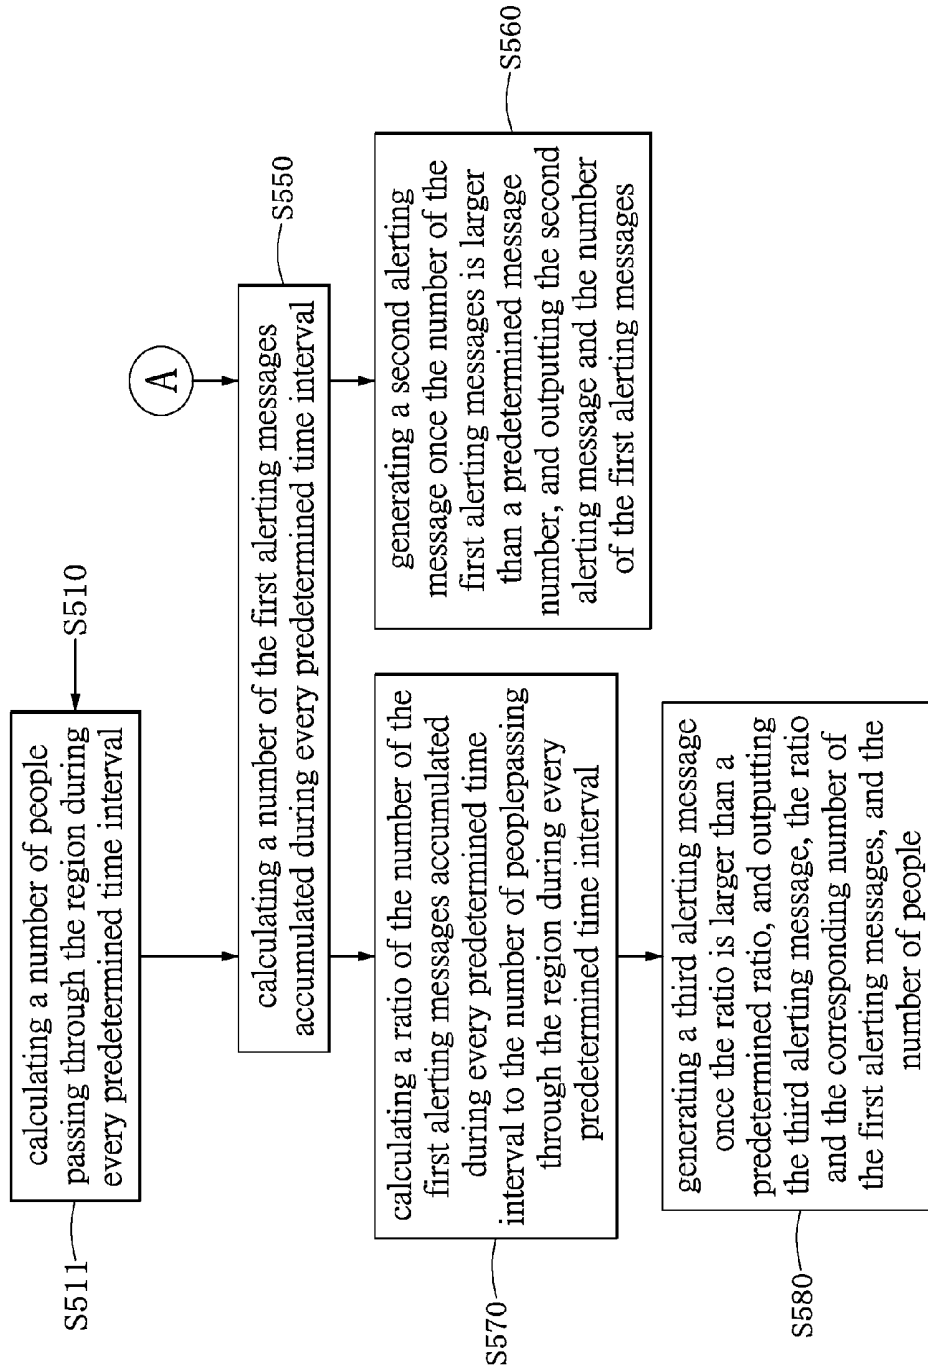 S510
S511
calculating a number of people
passing through the region during
every predetermined time interval
A
S550
calculating a number of the first alerting messages
accumulated during every predetermined time interval
S570
calculating a ratio of the number of the
first alerting messages accumulated
during every predetermined time
interval to the number of peoplepassing
through the region during every
predetermined time interval
S560
generating a second alerting
message once the number of the
first alerting messages is larger
than a predetermined message
number, and outputting the second
alerting message and the number
of the first alerting messages
S580
generating a third alerting message
once the ratio is larger than a
predetermined ratio, and outputting
the third alerting message, the ratio
and the corresponding number of
the first alerting messages, and the
number of people